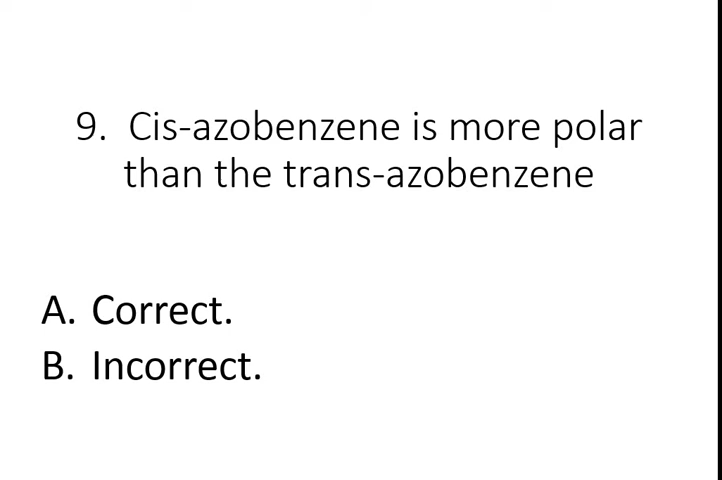 9. Cis-azobenzene is more polar
than the trans-azobenzene
A. Correct.
B. Incorrect.